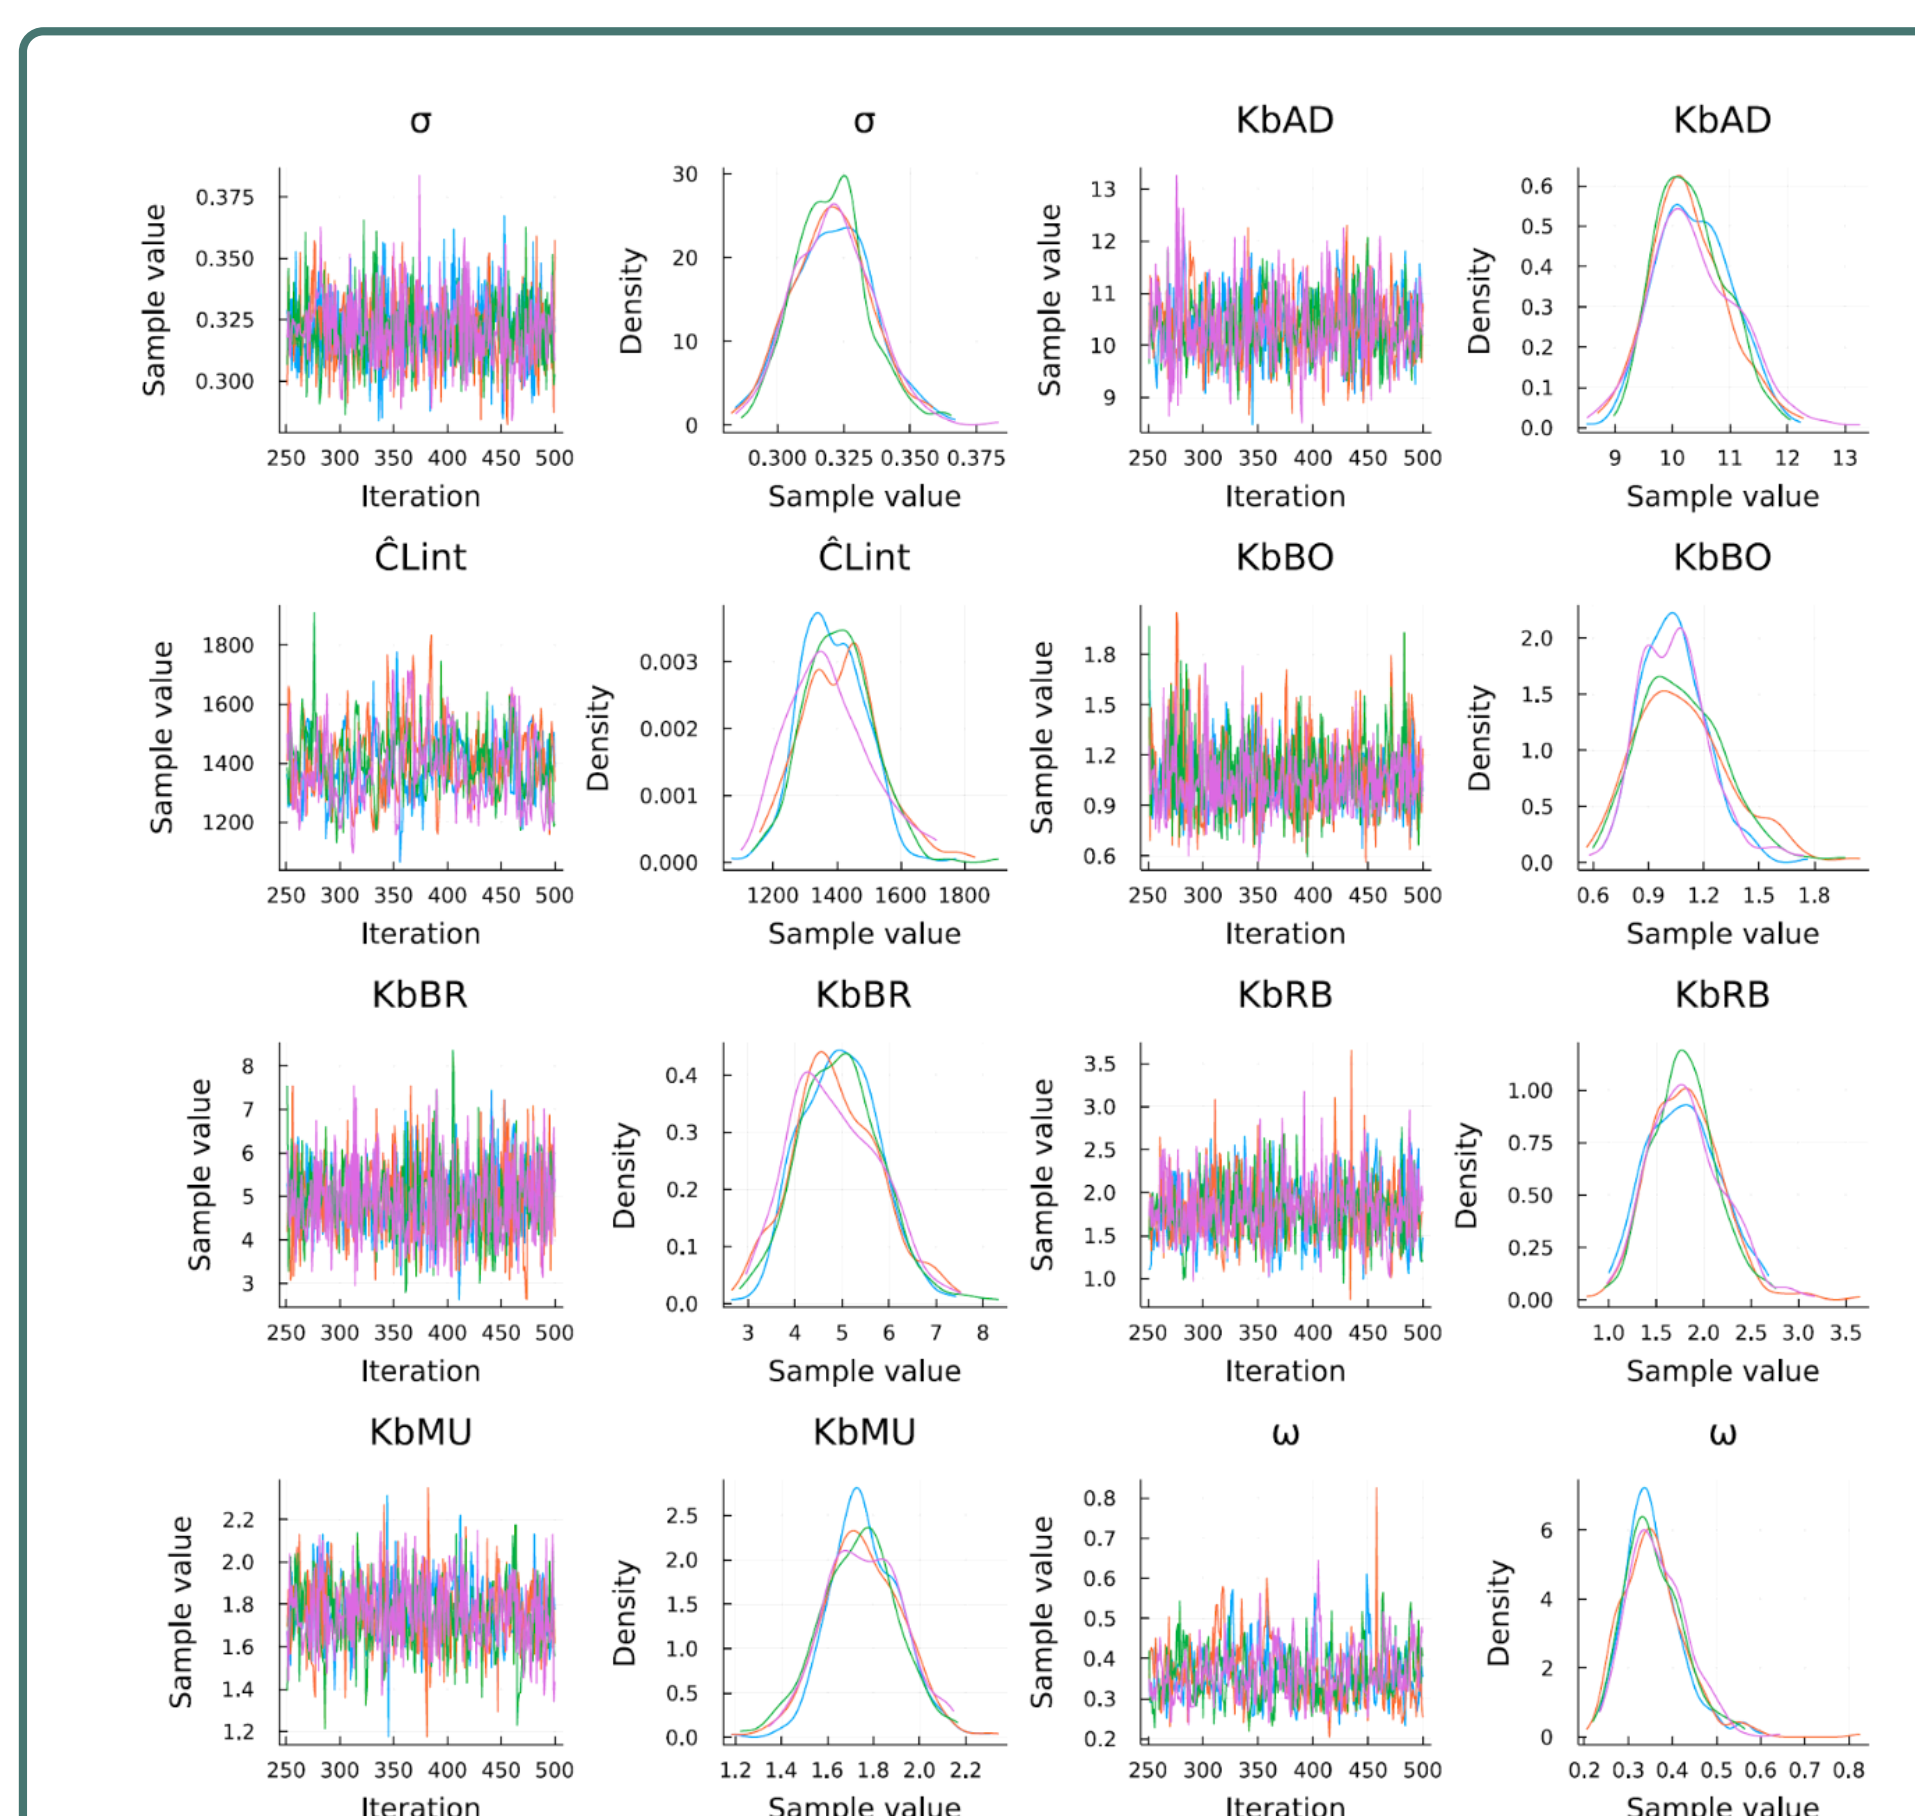 σ σ KbAD KbAD
Sample value
0.375
0.350
0.325
0.300
250 300 350 400 450 500
Iteration
Density
30
20
10
0
0.300 0.325 0.350 0.375
Sample value
Sample value
13
12
11
10
9
250 300 350 400 450 500
Iteration
Density
0.6
0.5
0.4
0.3
0.2
0.1
0.0
9 10 11 12 13
Sample value
ĈLint ĈLint KbBO KbBO
Sample value
1800
1600
1400
1200
250 300 350 400 450 500
Iteration
Density
0.003
0.002
0.001
0.000
1200 1400 1600 1800
Sample value
Sample value
1.8
1.5
1.2
0.9
0.6
250 300 350 400 450 500
Iteration
Density
2.0
1.5
1.0
0.5
0.0
0.6 0.9 1.2 1.5 1.8
Sample value
KbBR KbBR KbRB KbRB
Sample value
8
7
6
5
4
3
250 300 350 400 450 500
Iteration
Density
0.4
0.3
0.2
0.1
0.0
3 4 5 6 7 8
Sample value
Sample value
3.5
3.0
2.5
2.0
1.5
1.0
250 300 350 400 450 500
Iteration
Density
1.00
0.75
0.50
0.25
0.00
1.0 1.5 2.0 2.5 3.0 3.5
Sample value
KbMU KbMU ω ω
Sample value
2.2
2.0
1.8
1.6
1.4
1.2
250 300 350 400 450 500
Iteration
Density
2.5
2.0
1.5
1.0
0.5
0.0
1.2 1.4 1.6 1.8 2.0 2.2
Sample value
Sample value
0.8
0.7
0.6
0.5
0.4
0.3
0.2
250 300 350 400 450 500
Iteration
Density
6
4
2
0
0.2 0.3 0.4 0.5 0.6 0.7 0.8
Sample value